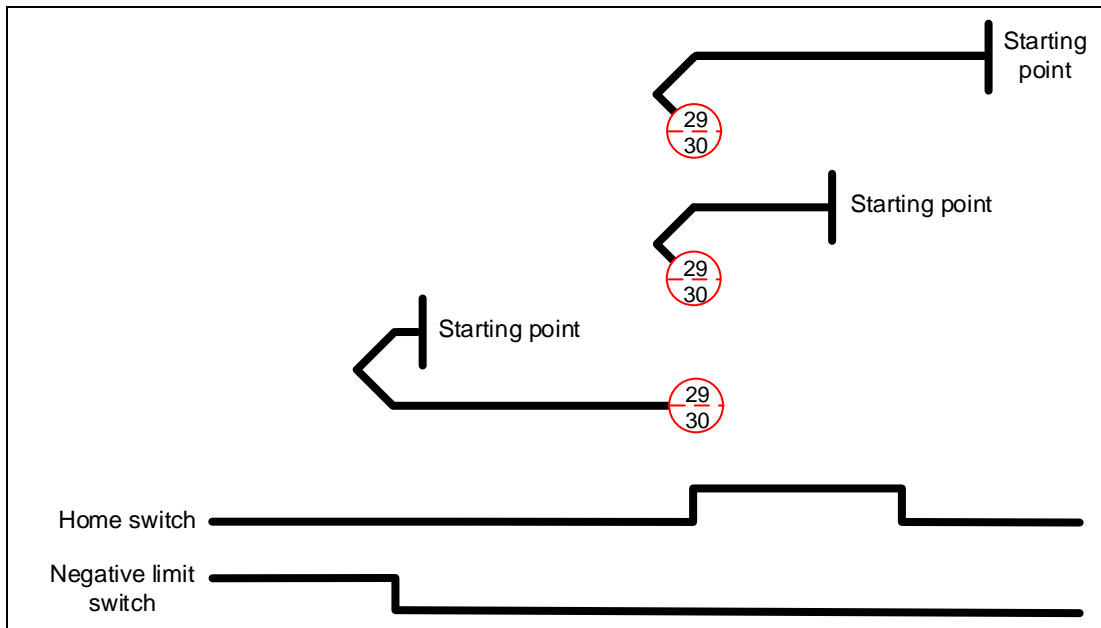 Starting
point
29
30
Starting point
29
30
Starting point
29
30
Home switch
Negative limit
switch